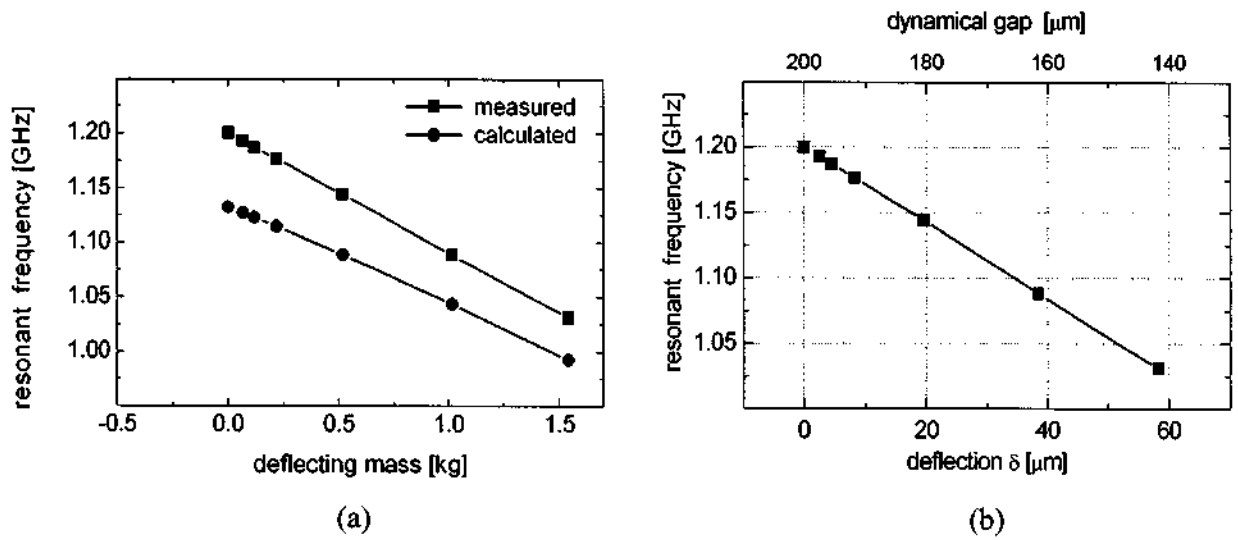 resonant frequency [GHz]
1.20
1.15
1.10
1.05
1.00
measured
calculated
-0.5
0.0
0.5
1.0
1.5
deflecting mass [kg]
(a)
dynamical gap [μm]
200
180
160
140
resonant frequency [GHz]
1.20
1.15
1.10
1.05
0
20
40
60
deflection δ [μm]
(b)